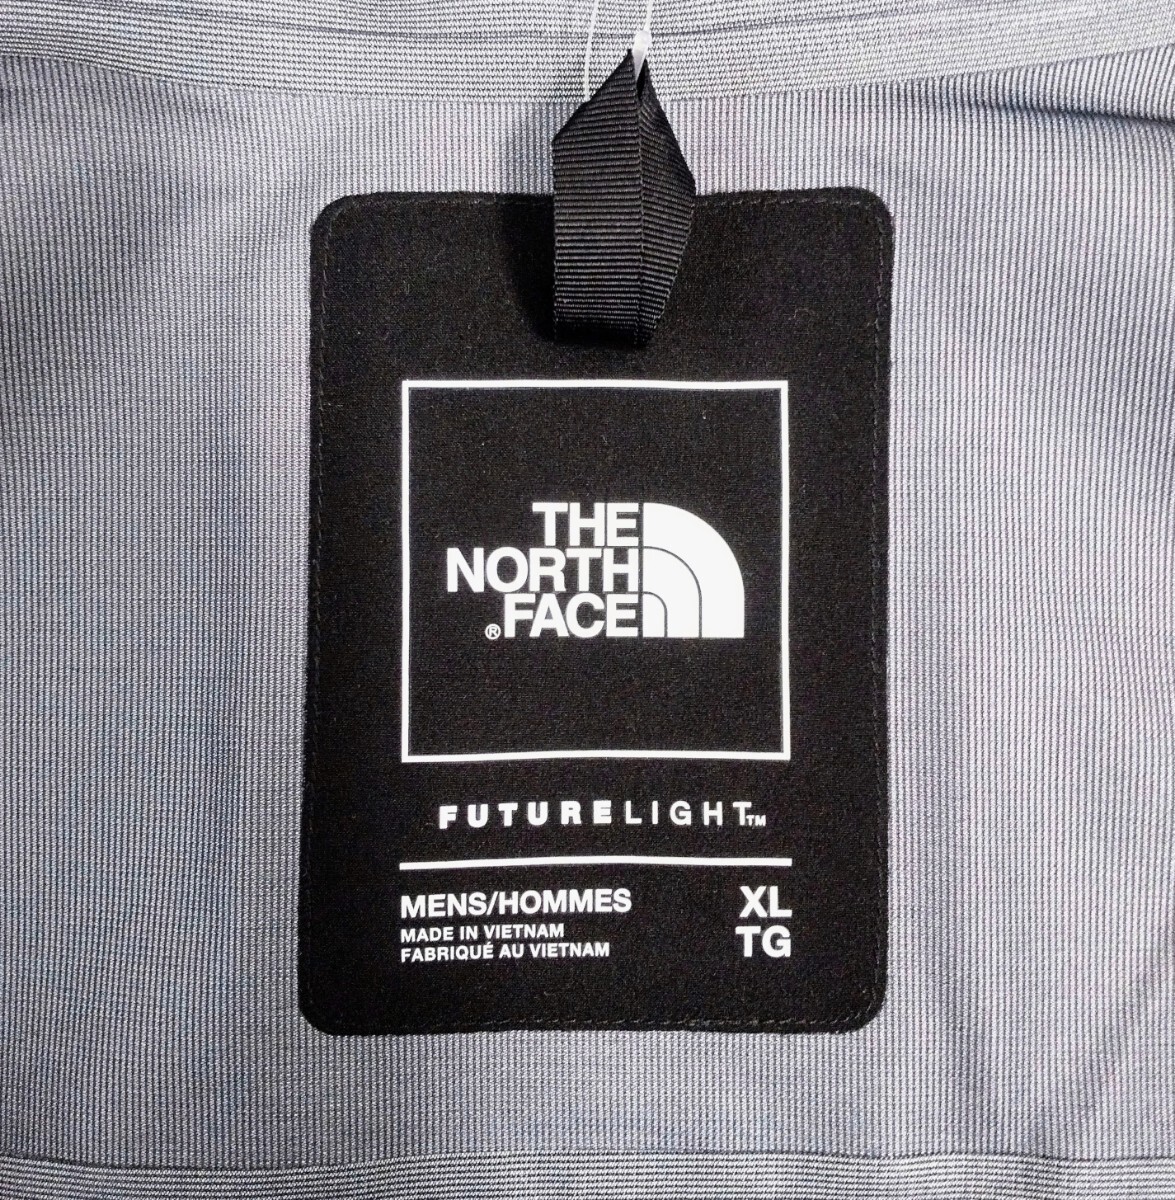 THE
NORTH
® FACE
FUTURELIGHT™
MENS/HOMMES XL
MADE IN VIETNAM TG
FABRIQUÉ AU VIETNAM